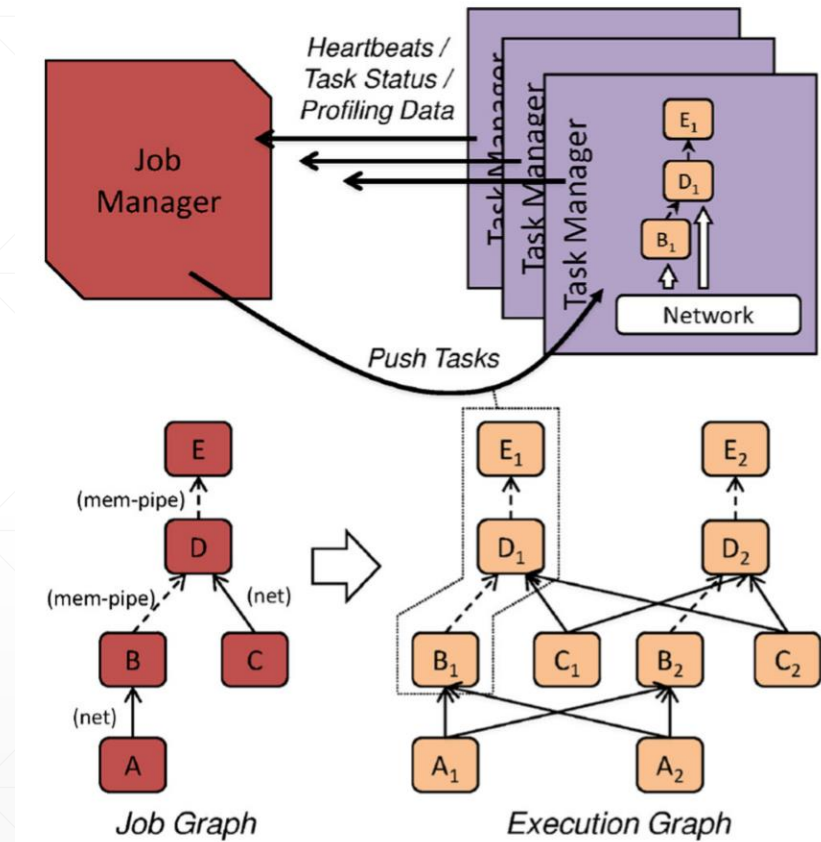 Heartbeats /
Task Status /
Profiling Data
Job
Manager
Task Manager
Task Manager
Task Manager
E₁
D₁
B₁
Network
Push Tasks
E
(mem-pipe)
D
(mem-pipe)
(net)
B
C
(net)
A
Job Graph
E₁
E₂
D₁
D₂
B₁
C₁
B₂
C₂
A₁
A₂
Execution Graph